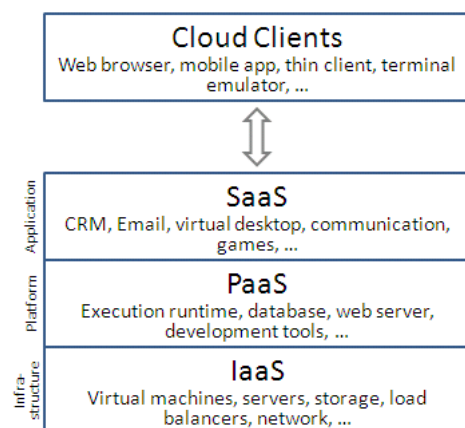 Cloud Clients
Web browser, mobile app, thin client, terminal
emulator, ...
Application
SaaS
CRM, Email, virtual desktop, communication,
games, ...
Platform
PaaS
Execution runtime, database, web server,
development tools, ...
Infra-
structure
IaaS
Virtual machines, servers, storage, load
balancers, network, ...